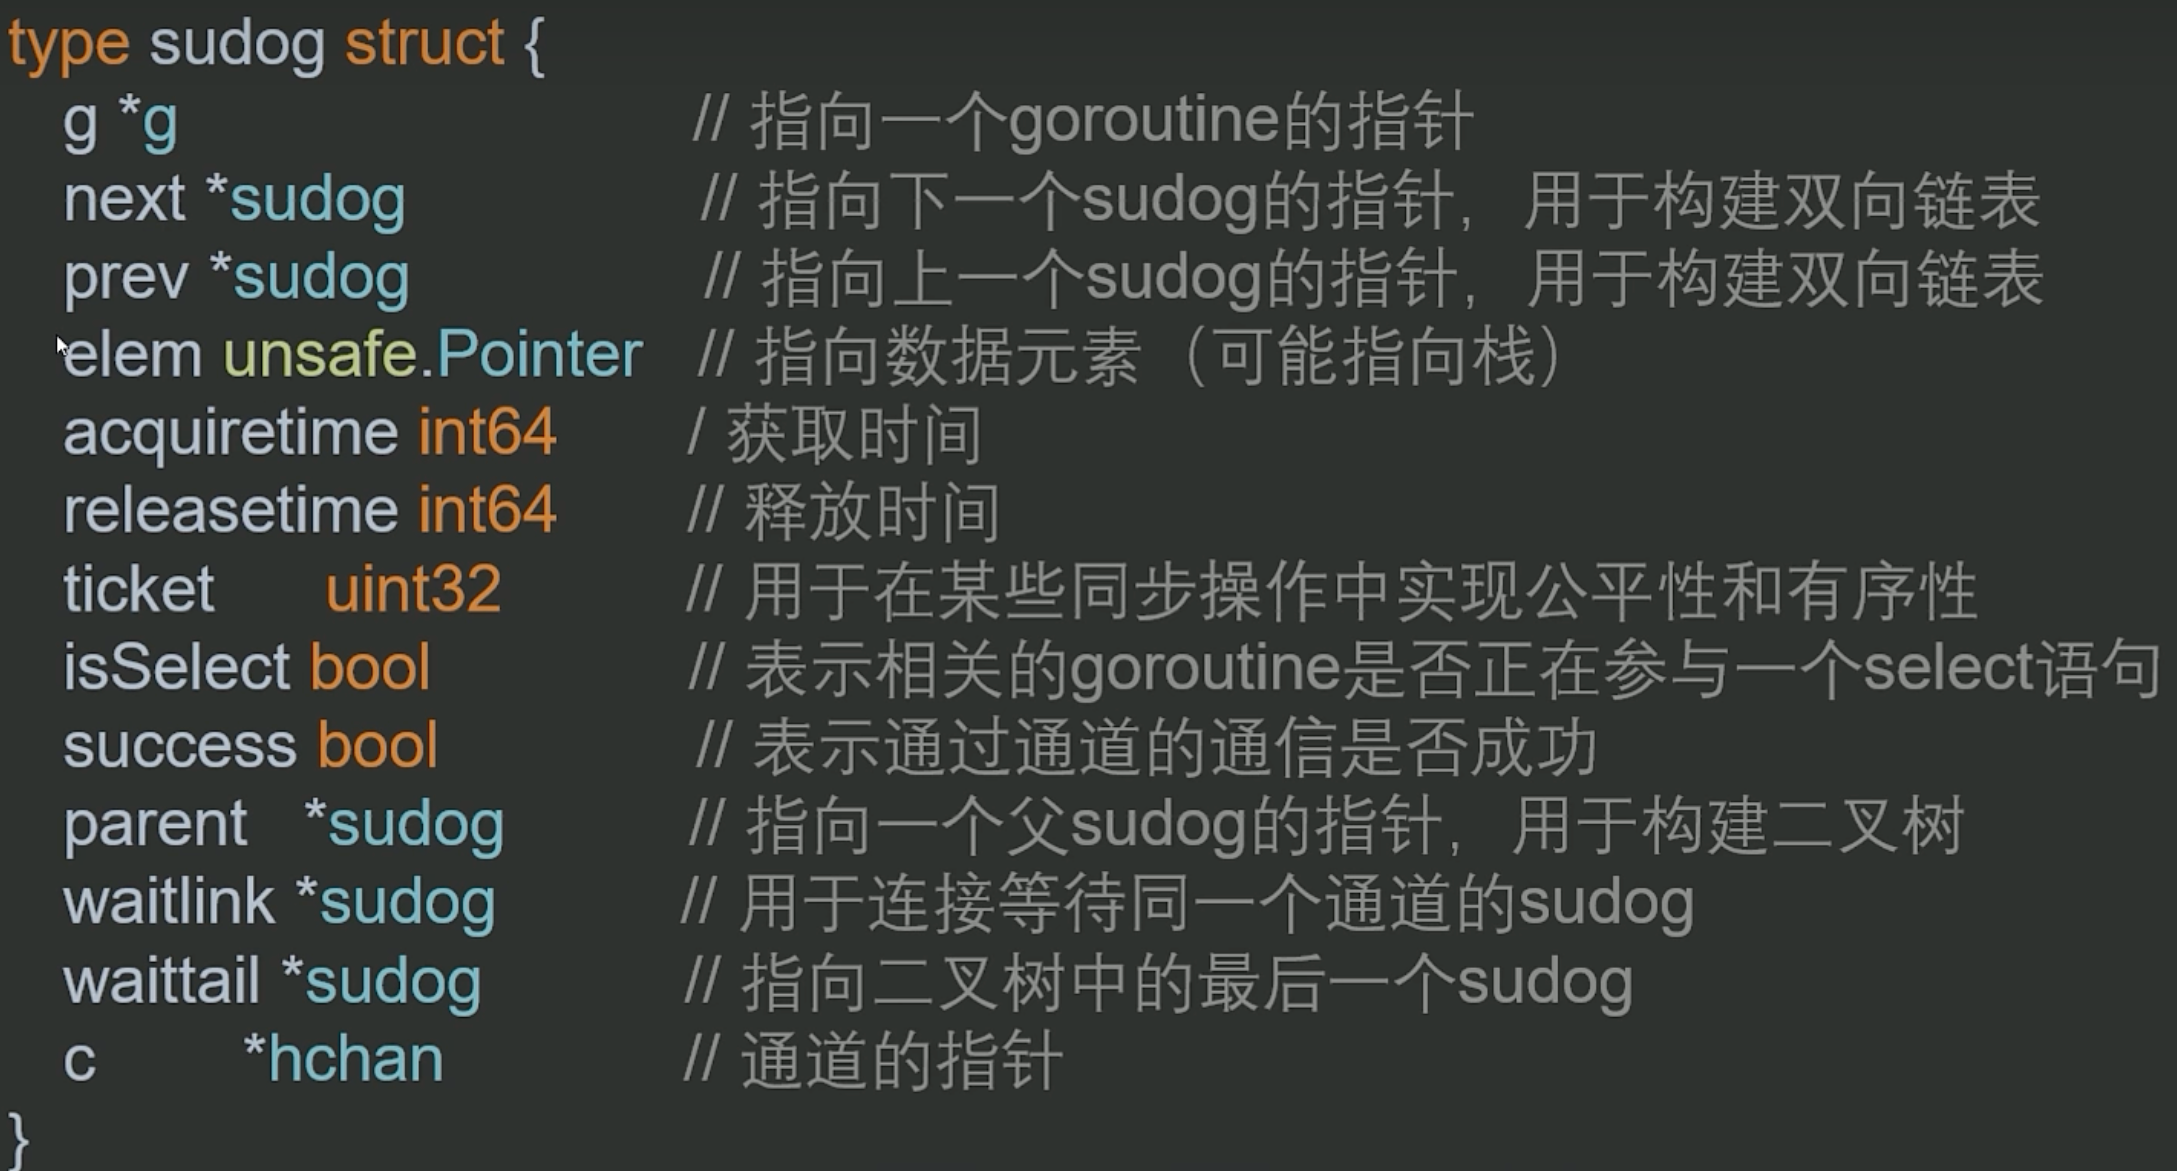 type sudog struct {
g *g // 指向一个goroutine的指针
next *sudog // 指向下一个sudog的指针，用于构建双向链表
prev *sudog // 指向上一个sudog的指针，用于构建双向链表
elem unsafe.Pointer // 指向数据元素（可能指向栈）
acquiretime int64 / 获取时间
releasetime int64 // 释放时间
ticket uint32 // 用于在某些同步操作中实现公平性和有序性
isSelect bool // 表示相关的goroutine是否正在参与一个select语句
success bool // 表示通过通道的通信是否成功
parent *sudog // 指向一个父sudog的指针，用于构建二叉树
waitlink *sudog // 用于连接等待同一个通道的sudog
waittail *sudog // 指向二叉树中的最后一个sudog
c *hchan // 通道的指针
}